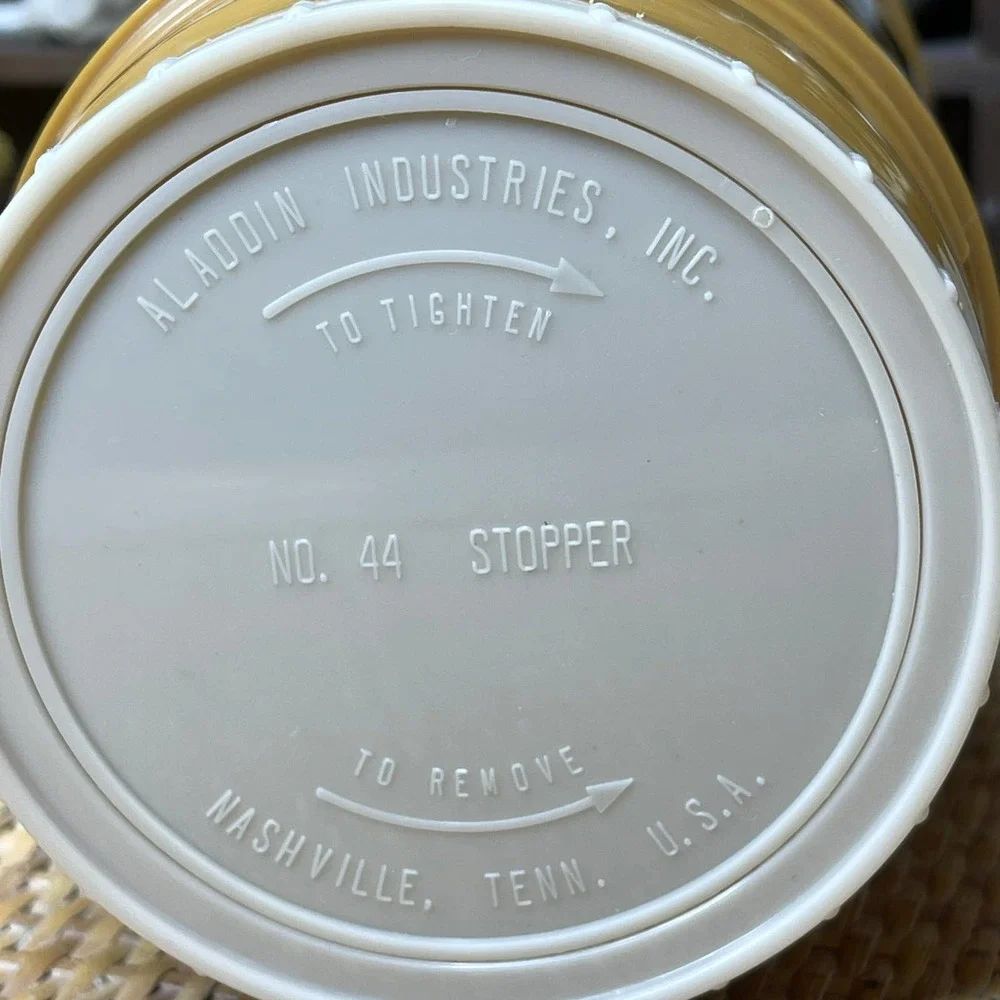 ALADDIN INDUSTRIES, INC.
TO TIGHTEN
NO. 44 STOPPER
TO REMOVE
NASHVILLE, TENN. U.S.A.